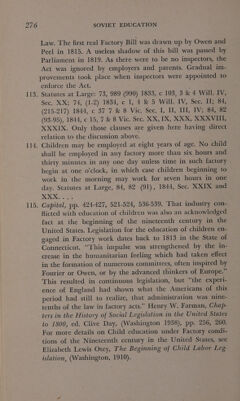 276 SOVIET EDUCATION
Law. The first real Factory Bill was drawn up by Owen and
Peel in 1815. A useless shadow of this bill was passed by
Parliament in 1819. As there were to be no inspectors, the
Act was ignored by employers and parents. Gradual im-
provements took place when inspectors were appointed to
enforce the Act.
113. Statutes at Large: 73, 989 (990) 1833, c 103, 3 & 4 Will. IV,
Sec. XX; 74, (1-2) 1834, c 1, 4 & 5 Will. IV, Sec. II; 84,
(215-217) 1844, c 37 7 & 8 Vic. Sec. I, II, III, IV; 84, 82
(93-95), 1844, c 15, 7 & 8 Vic. Sec. XX, IX, XXX, XXXVIII,
XXXIX. Only those clauses are given here having direct
relation to the discussion above.
114. Children may be employed at eight years of age. No child
shall be employed in any factory more than six hours and
thirty minutes in any one day unless time in such factory
begin at one o'clock, in which case children beginning to
work in the morning may work for seven hours in one
day. Statutes at Large, 84, 82 (91), 1844, Sec. XXIX and
XXX. . . .
115. Capital, pp. 424-427, 521-524, 536-539. That industry con-
flicted with education of children was also an acknowledged
fact at the beginning of the nineteenth century in the
United States. Legislation for the education of children en-
gaged in Factory work dates back to 1813 in the State of
Connecticut. "This impulse was strengthened by the in-
crease in the humanitarian feeling which had taken effect
in the formation of numerous committees, often inspired by
Fourier or Owen, or by the advanced thinkers of Europe."
This resulted in continuous legislation, but "the experi-
ence of England had shown what the Americans of this
period had still to realize, that administration was nine-
tenths of the law in factory acts." Henry W. Farnam, Chap-
ters in the History of Social Legislation in the United States
to 1800, ed. Clive Day, (Washington 1938), pp. 256, 260.
For more details on Child education under Factory condi-
tions of the Nineteenth century in the United States, see
Elizabeth Lewis Otey, The Beginning of Child Labor Leg-
islation, (Washington, 1910).